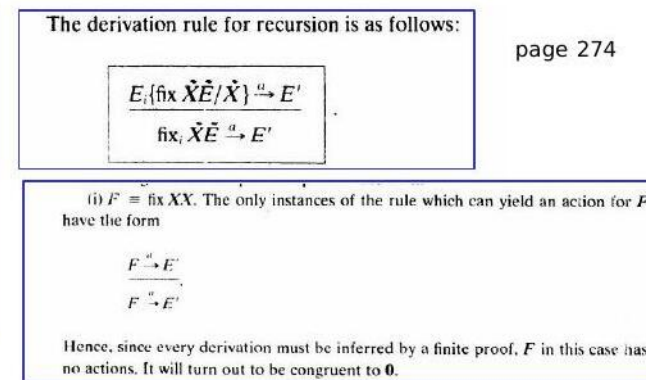 The derivation rule for recursion is as follows:
page 274
E_i{fix X̃Ẽ/X̃} →^a E'
fix_i X̃Ẽ →^a E'
.
(i) F ≡ fix XX. The only instances of the rule which can yield an action for F
have the form
F →^a E'
F →^a E'
.
Hence, since every derivation must be inferred by a finite proof, F in this case has
no actions. It will turn out to be congruent to 0.